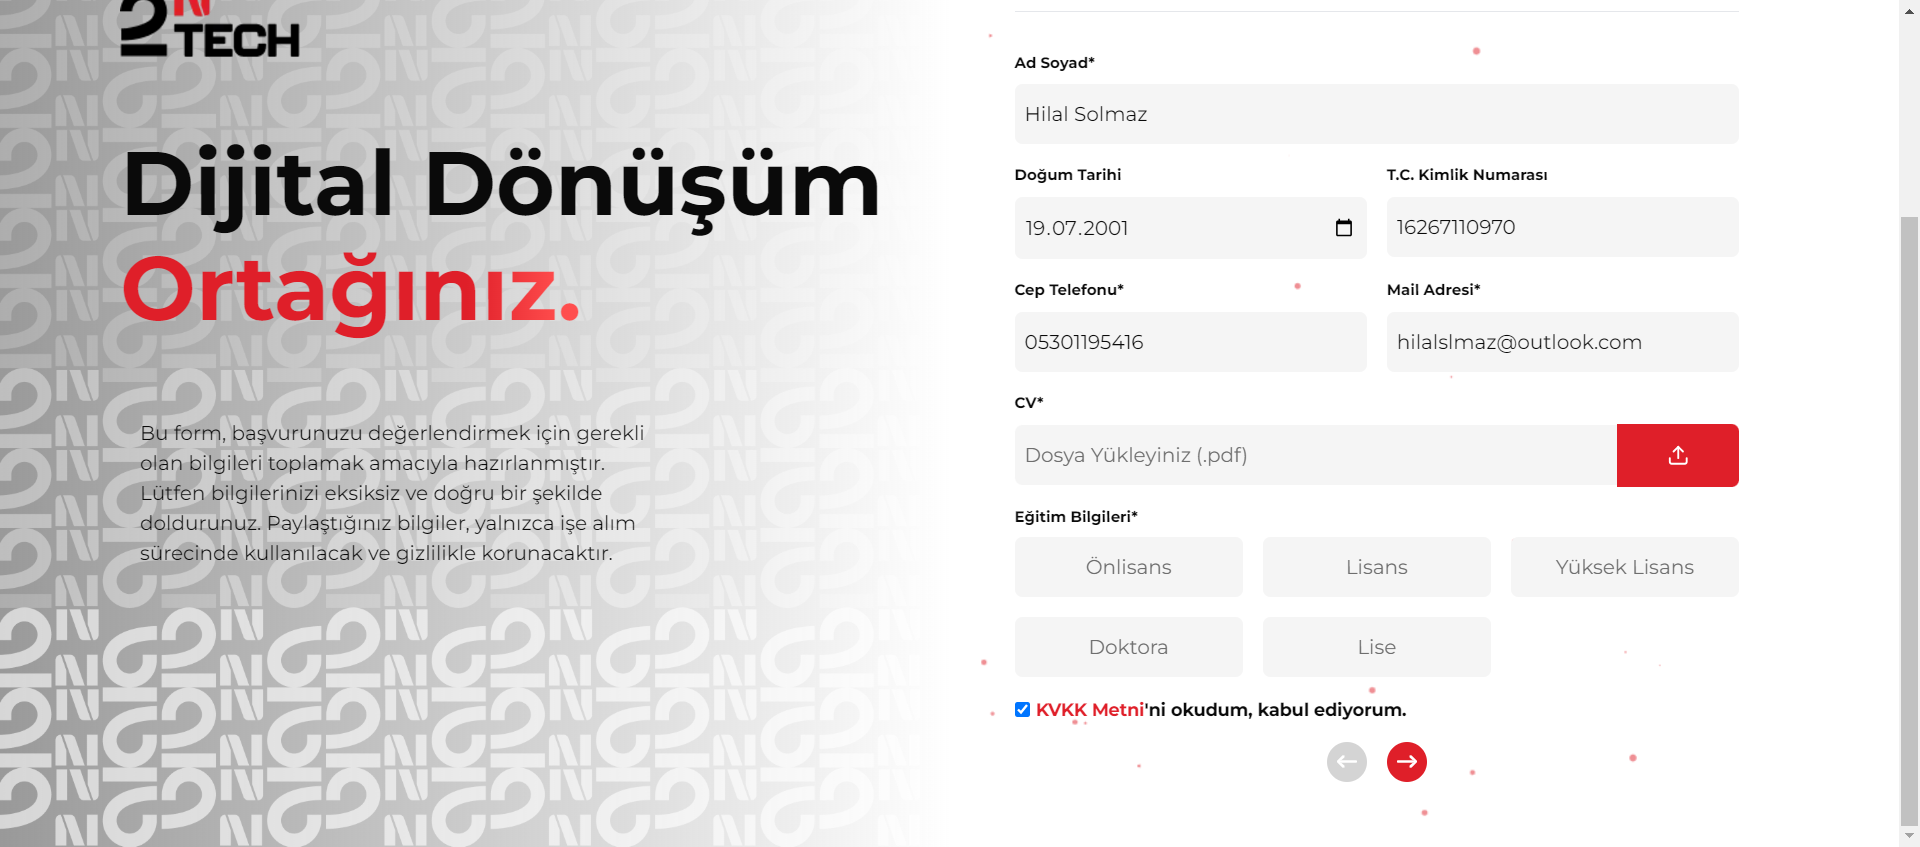 2N
TECH
Dijital Dönüşüm
Ortağınız.
Bu form, başvurunuzu değerlendirmek için gerekli
olan bilgileri toplamak amacıyla hazırlanmıştır.
Lütfen bilgilerinizi eksiksiz ve doğru bir şekilde
doldurunuz. Paylaştığınız bilgiler, yalnızca işe alım
sürecinde kullanılacak ve gizlilikle korunacaktır.
Ad Soyad*
Hilal Solmaz
Doğum Tarihi
T.C. Kimlik Numarası
19.07.2001
16267110970
Cep Telefonu*
Mail Adresi*
05301195416
hilalslmaz@outlook.com
CV*
Dosya Yükleyiniz (.pdf)
Eğitim Bilgileri*
Önlisans
Lisans
Yüksek Lisans
Doktora
Lise
KVKK Metni'ni okudum, kabul ediyorum.